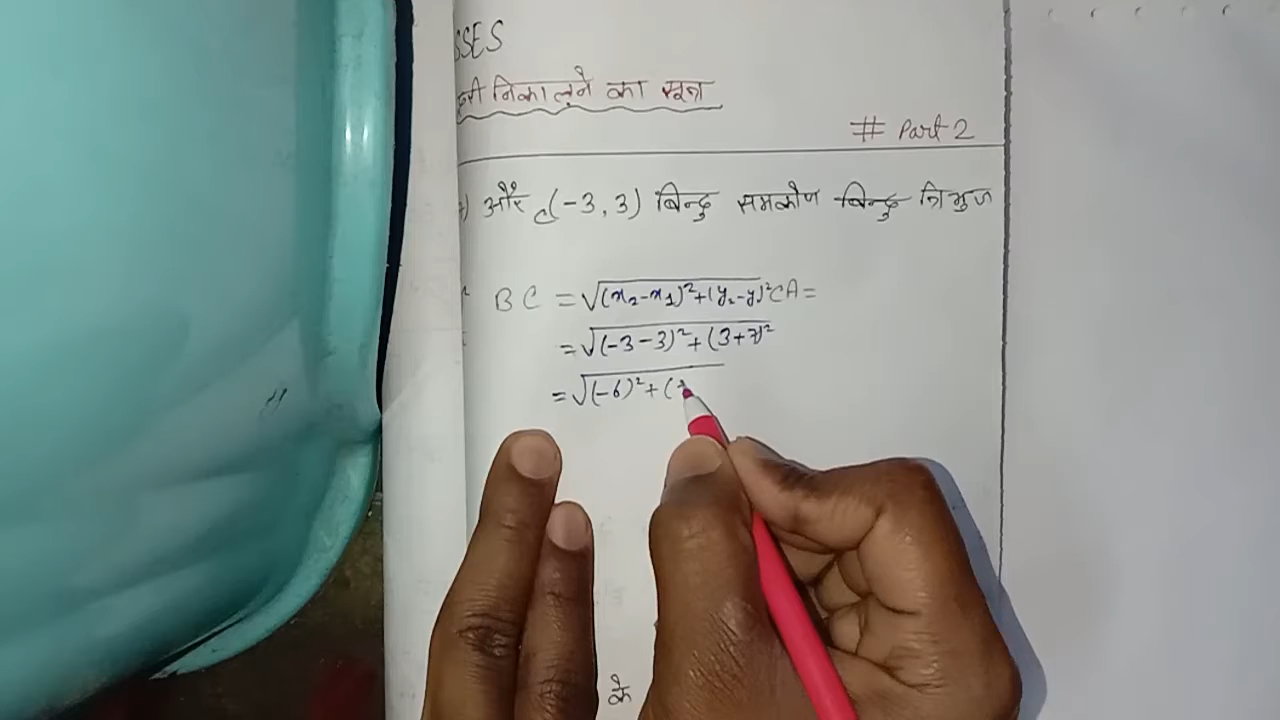 SSES
दूरी निकालने का सूत्र
# Part 2
) और C(-3, 3) बिन्दु समकोण बिन्दु त्रिभुज
BC = √(x₂-x₁)²+(y₂-y)² CA =
= √(-3-3)²+(3+7)²
= √(-6)²+(
के